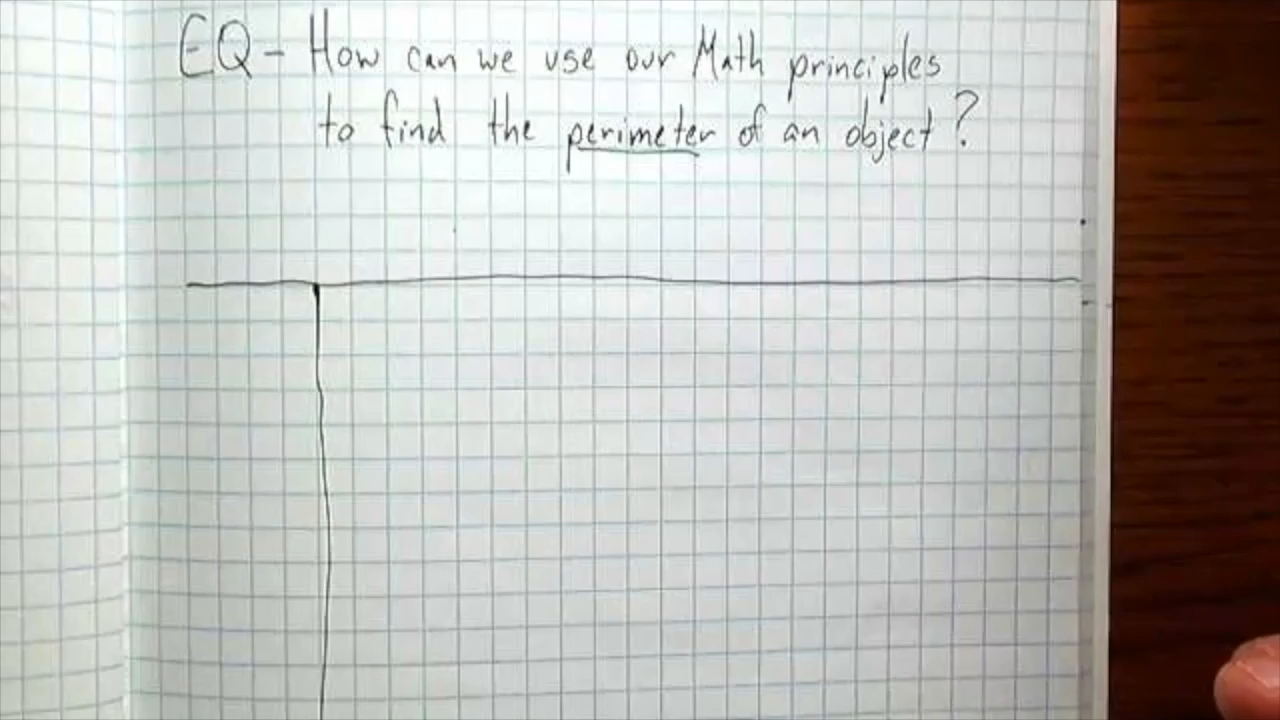 EQ - How can we use our Math principles
to find the perimeter of an object?